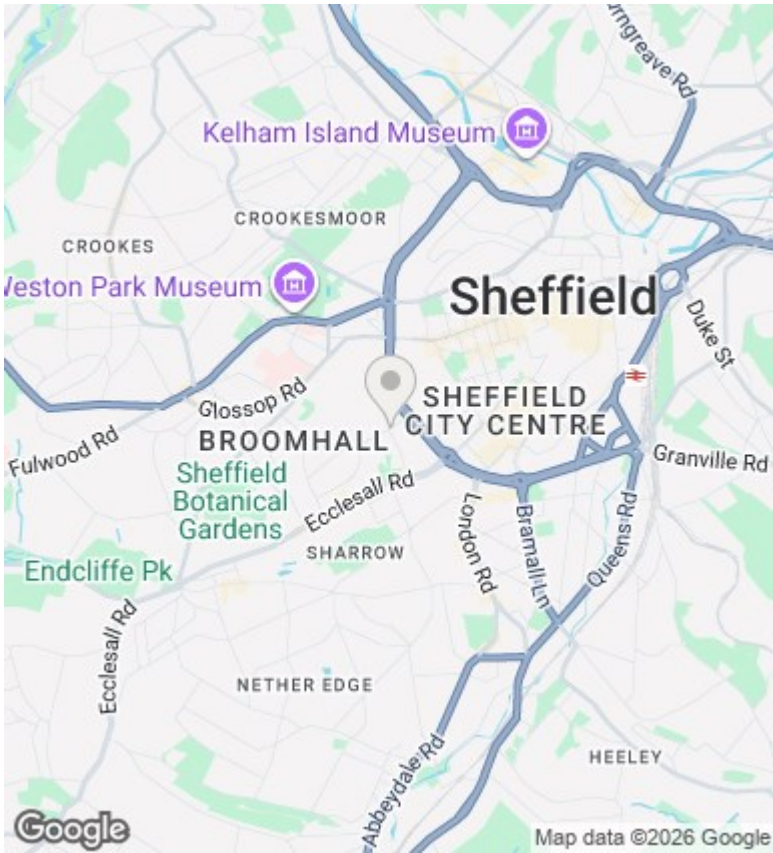 orngreave Rd
Kelham Island Museum
CROOKESMOOR
CROOKES
Weston Park Museum
Sheffield
Duke St
Glossop Rd
SHEFFIELD
CITY CENTRE
BROOMHALL
Fulwood Rd
Granville Rd
Sheffield
Botanical
Gardens
Ecclesall Rd
London Rd
Bramall Ln
Queens Rd
SHARROW
Endcliffe Pk
Ecclesall Rd
NETHER EDGE
Abbeydale Rd
HEELEY
Google
Map data ©2026 Google